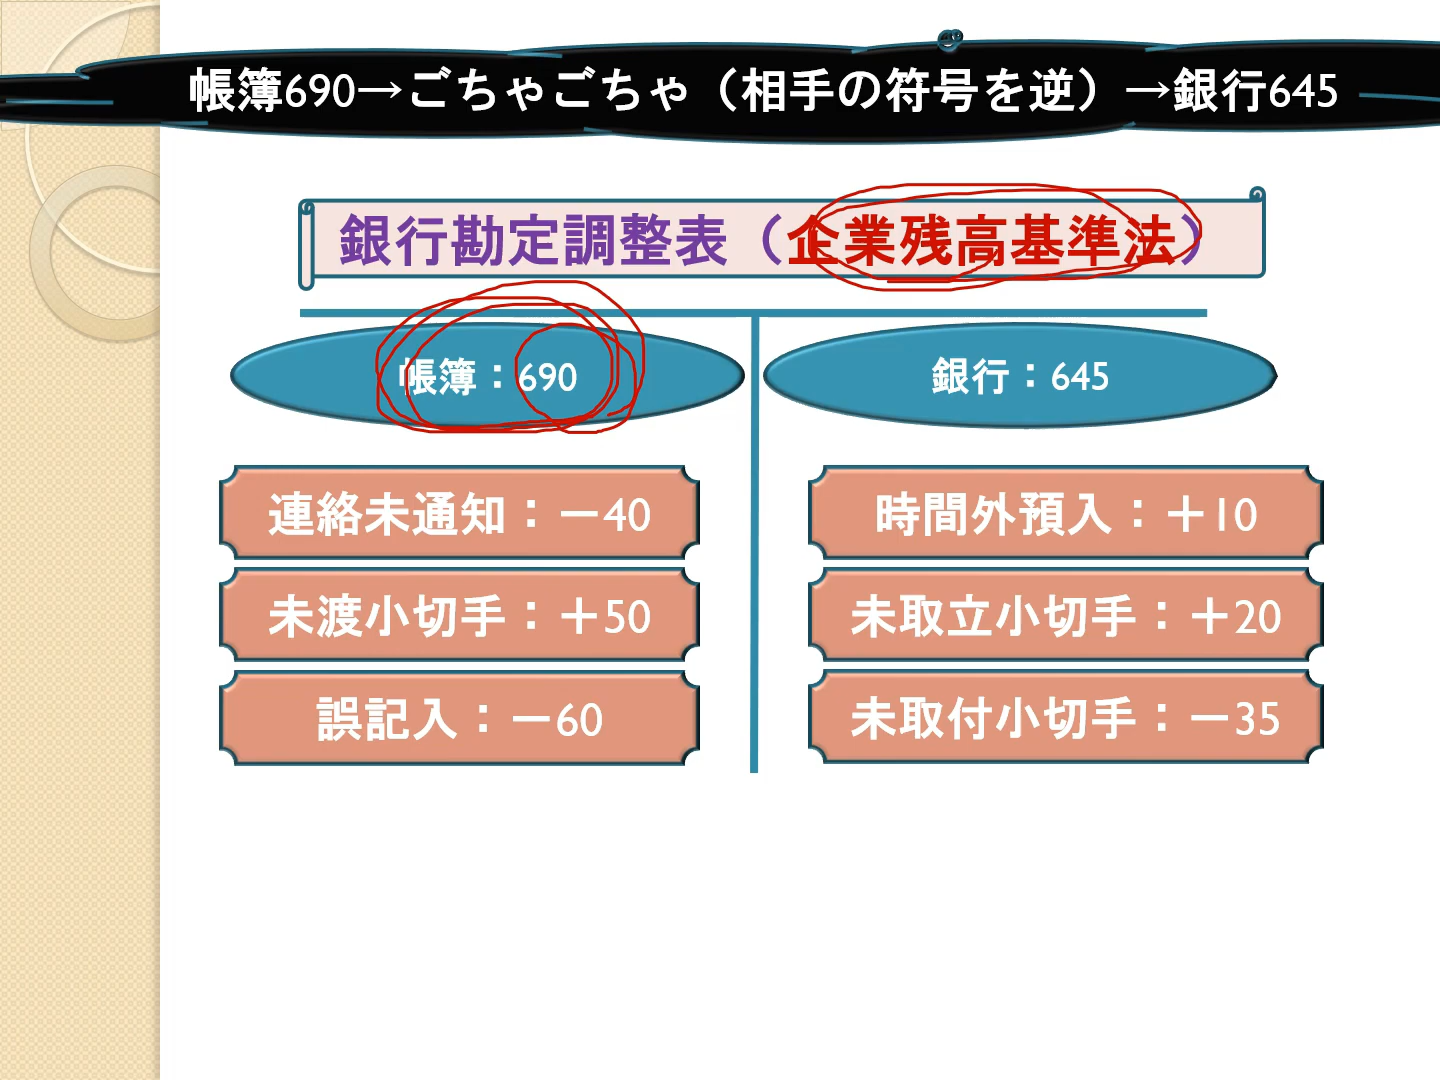 帳簿690→ごちゃごちゃ（相手の符号を逆）→銀行645
銀行勘定調整表（企業残高基準法）
帳簿：690
銀行：645
連絡未通知：－40
時間外預入：＋10
未渡小切手：＋50
未取立小切手：＋20
誤記入：－60
未取付小切手：－35